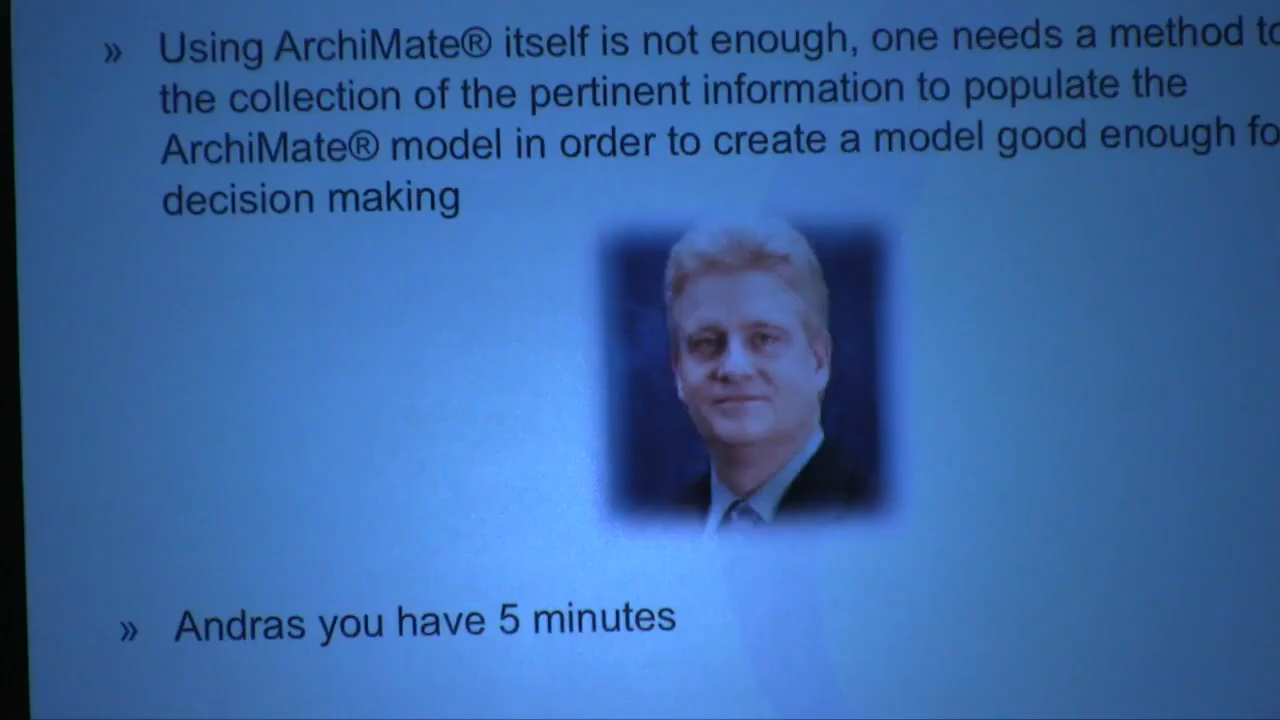 » Using ArchiMate® itself is not enough, one needs a method to
the collection of the pertinent information to populate the
ArchiMate® model in order to create a model good enough
decision making
» Andras you have 5 minutes